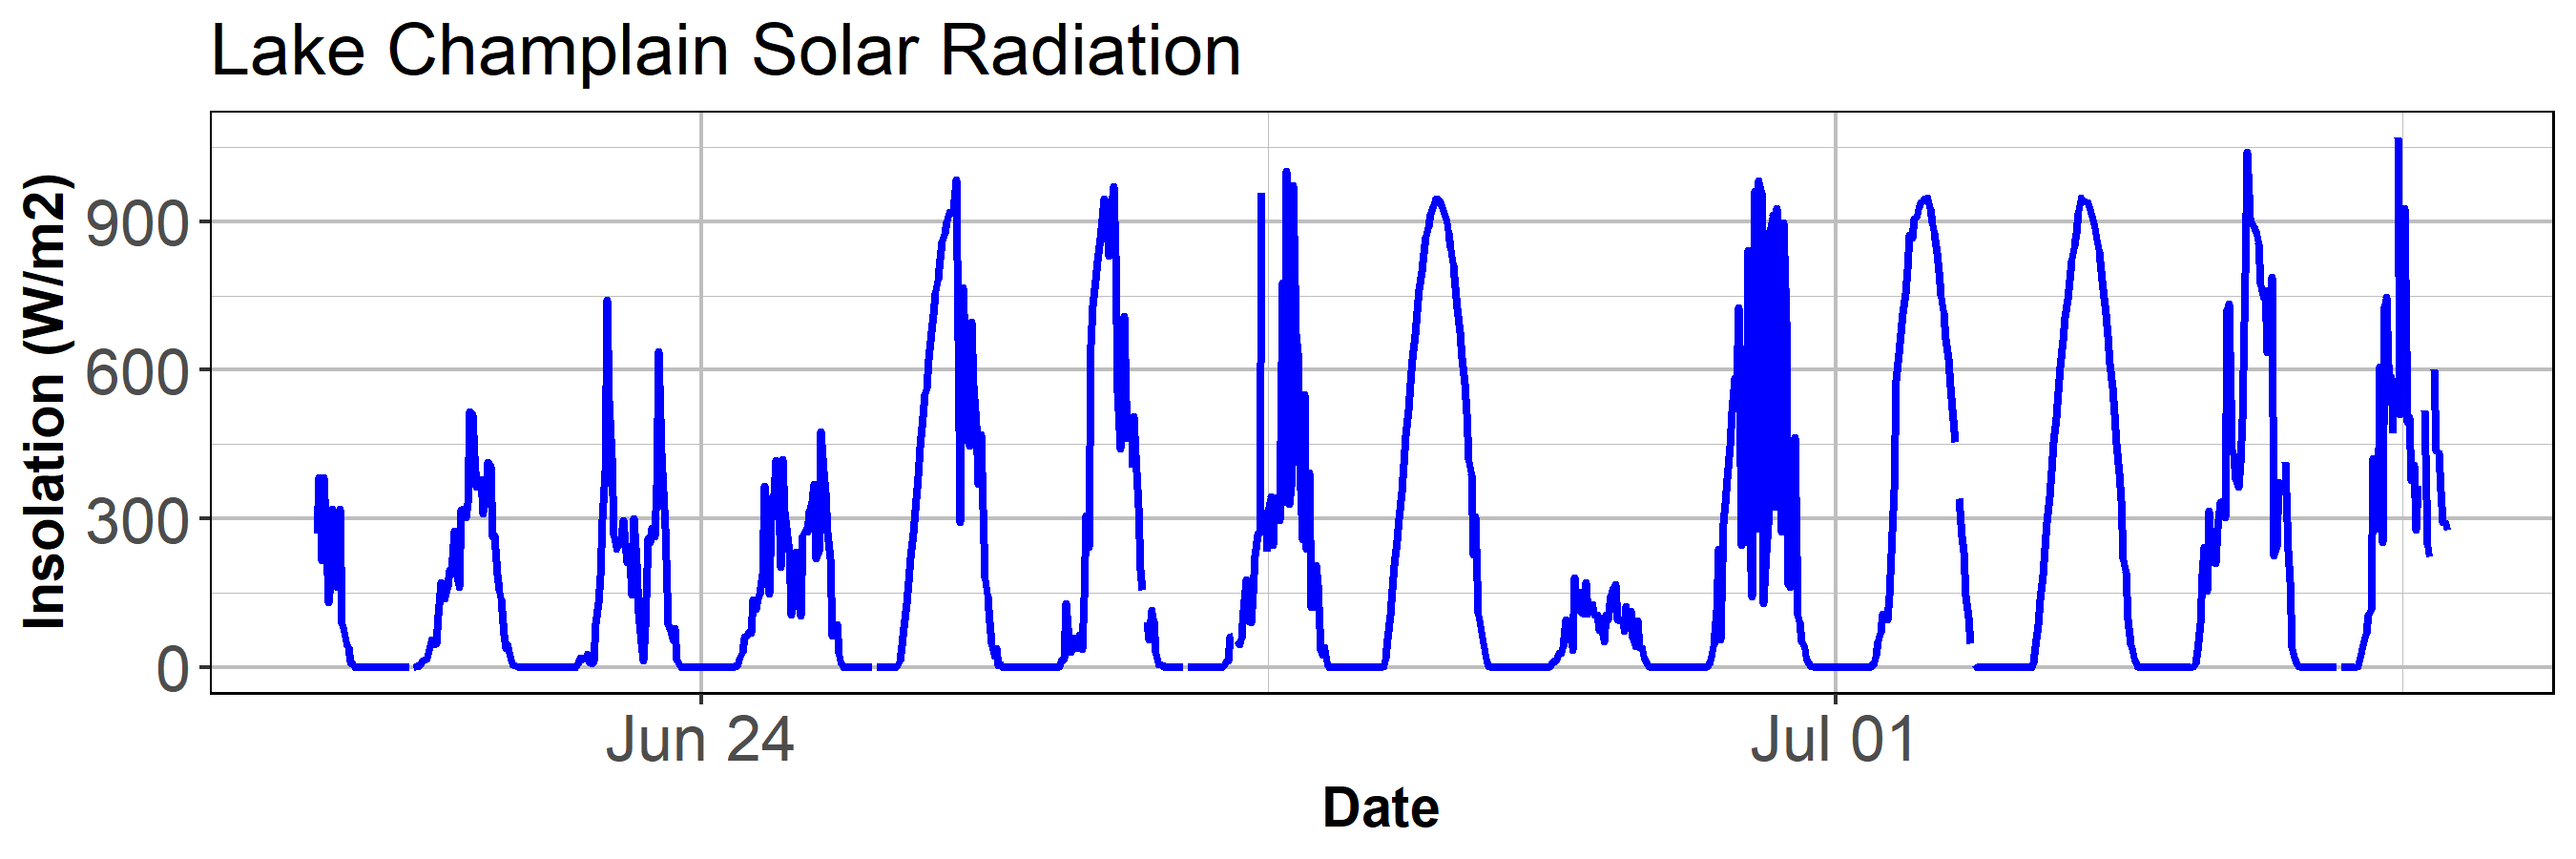 Lake Champlain Solar Radiation
Insolation (W/m2)
900
600
300
0
Jun 24 Jul 01
Date